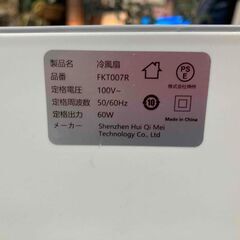 製品名 冷風扇
品番 FKT007R
定格電圧 100V~
定格周波数 50/60Hz
定格出力 60W
メーカー Shenzhen Hui Qi Mei
Technology Co., Ltd
PS
E
10
Made in China